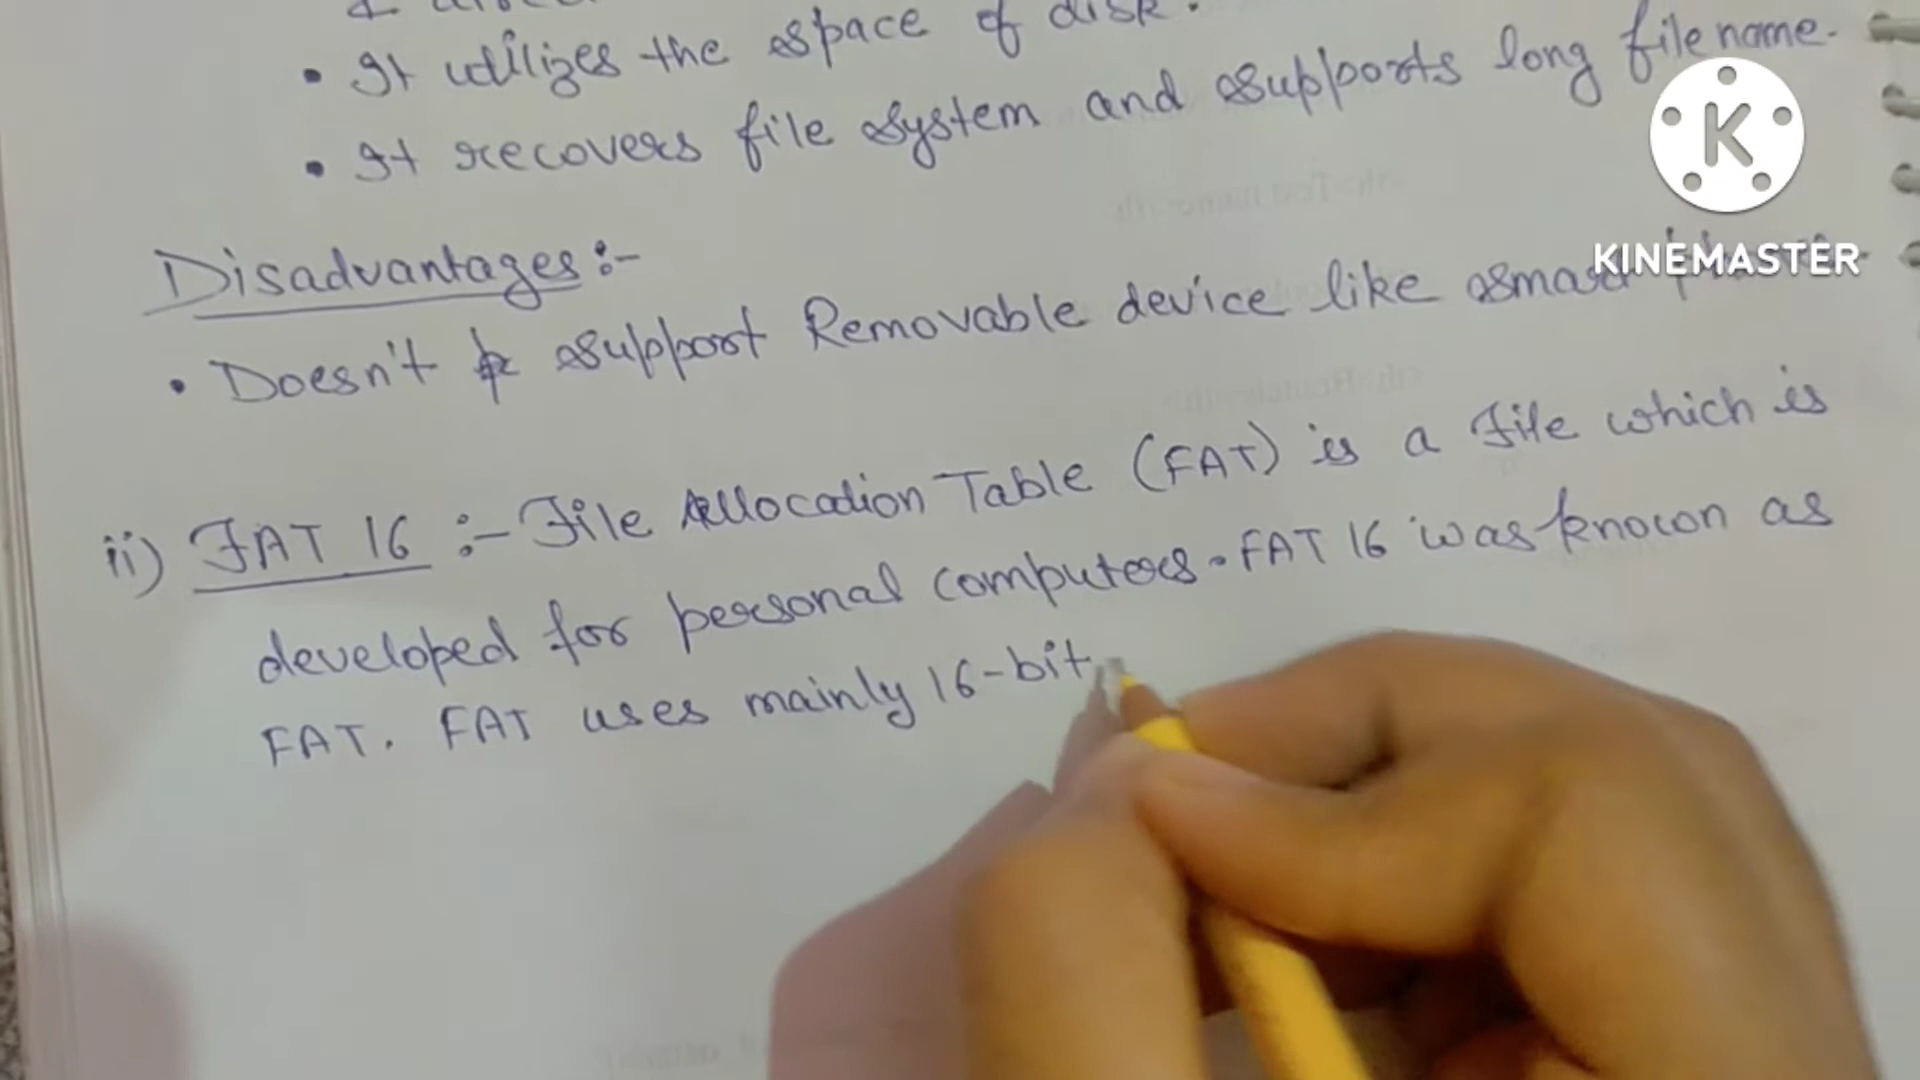 • It utilizes the space of disk.
• It recovers file system and supports long filename.
Disadvantages :-
• Doesn't support Removable device like smart
ii) FAT 16 :- File Allocation Table (FAT) is a File which is
developed for personal computers. FAT 16 was known as
FAT. FAT uses mainly 16-bit
K
KINEMASTER